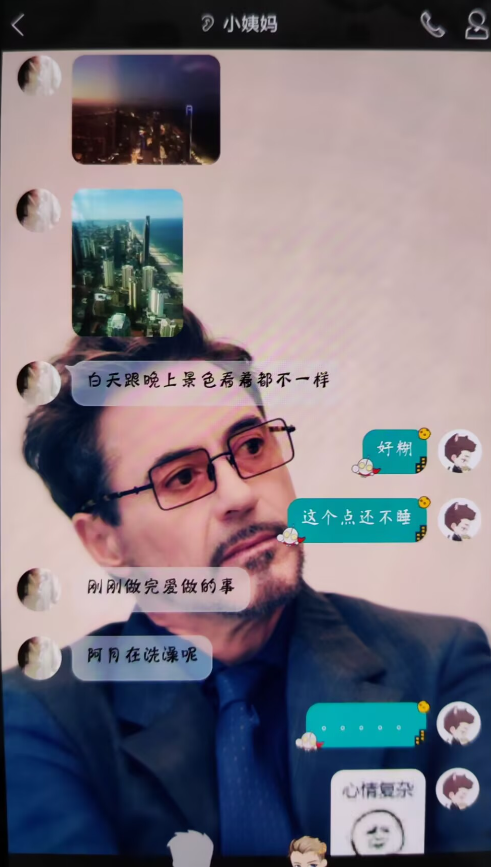 小姨妈
白天跟晚上景色看着都不一样
好糊
这个点还不睡
刚刚做完爱做的事
阿月在洗澡呢
。。。。。
心情复杂